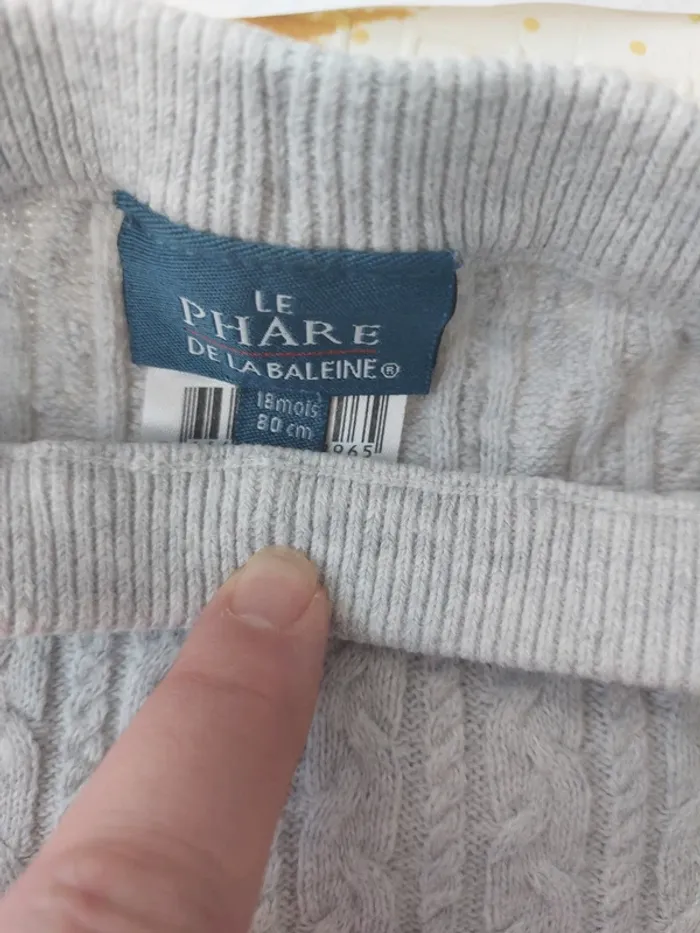 LE
PHARE
DE LA BALEINE®
18mois
80 cm
965